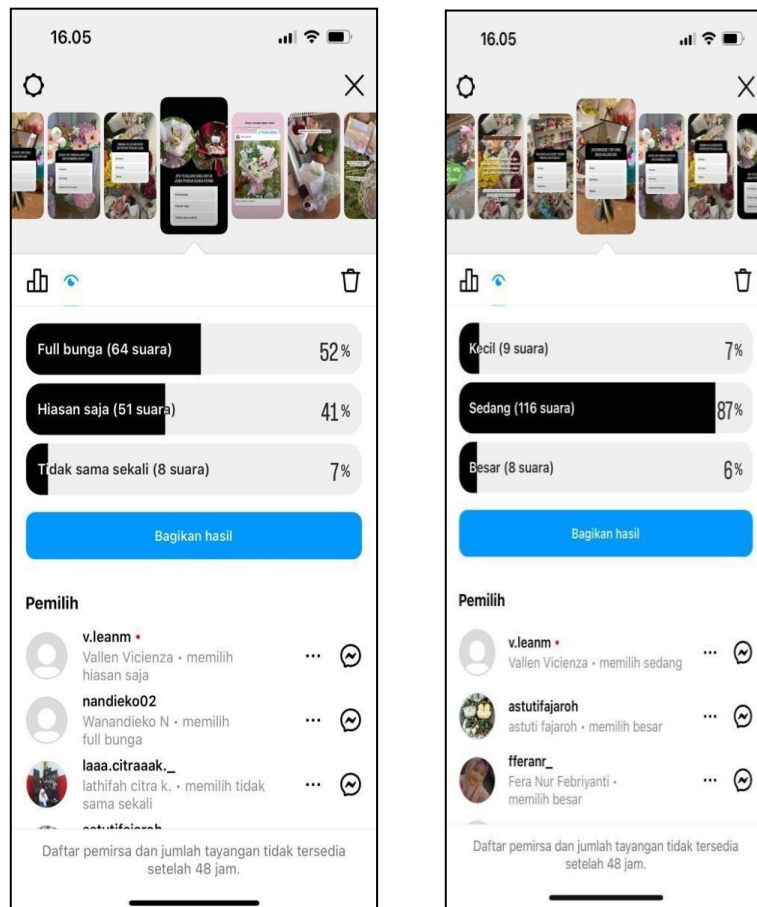 16.05
Full bunga (64 suara) 52%
Hiasan saja (51 suara) 41%
Tidak sama sekali (8 suara) 7%
Bagikan hasil
Pemilih
v.leanm
Vallen Vicienza • memilih
hiasan saja
nandieko02
Wanandieko N • memilih
full bunga
laaa.citraaak._
lathifah citra k. • memilih tidak
sama sekali
astutifajaroh
Daftar pemirsa dan jumlah tayangan tidak tersedia
setelah 48 jam.
16.05
Kecil (9 suara) 7%
Sedang (116 suara) 87%
Besar (8 suara) 6%
Bagikan hasil
Pemilih
v.leanm
Vallen Vicienza • memilih sedang
astutifajaroh
astuti fajaroh • memilih besar
fferanr_
Fera Nur Febriyanti •
memilih besar
Daftar pemirsa dan jumlah tayangan tidak tersedia
setelah 48 jam.